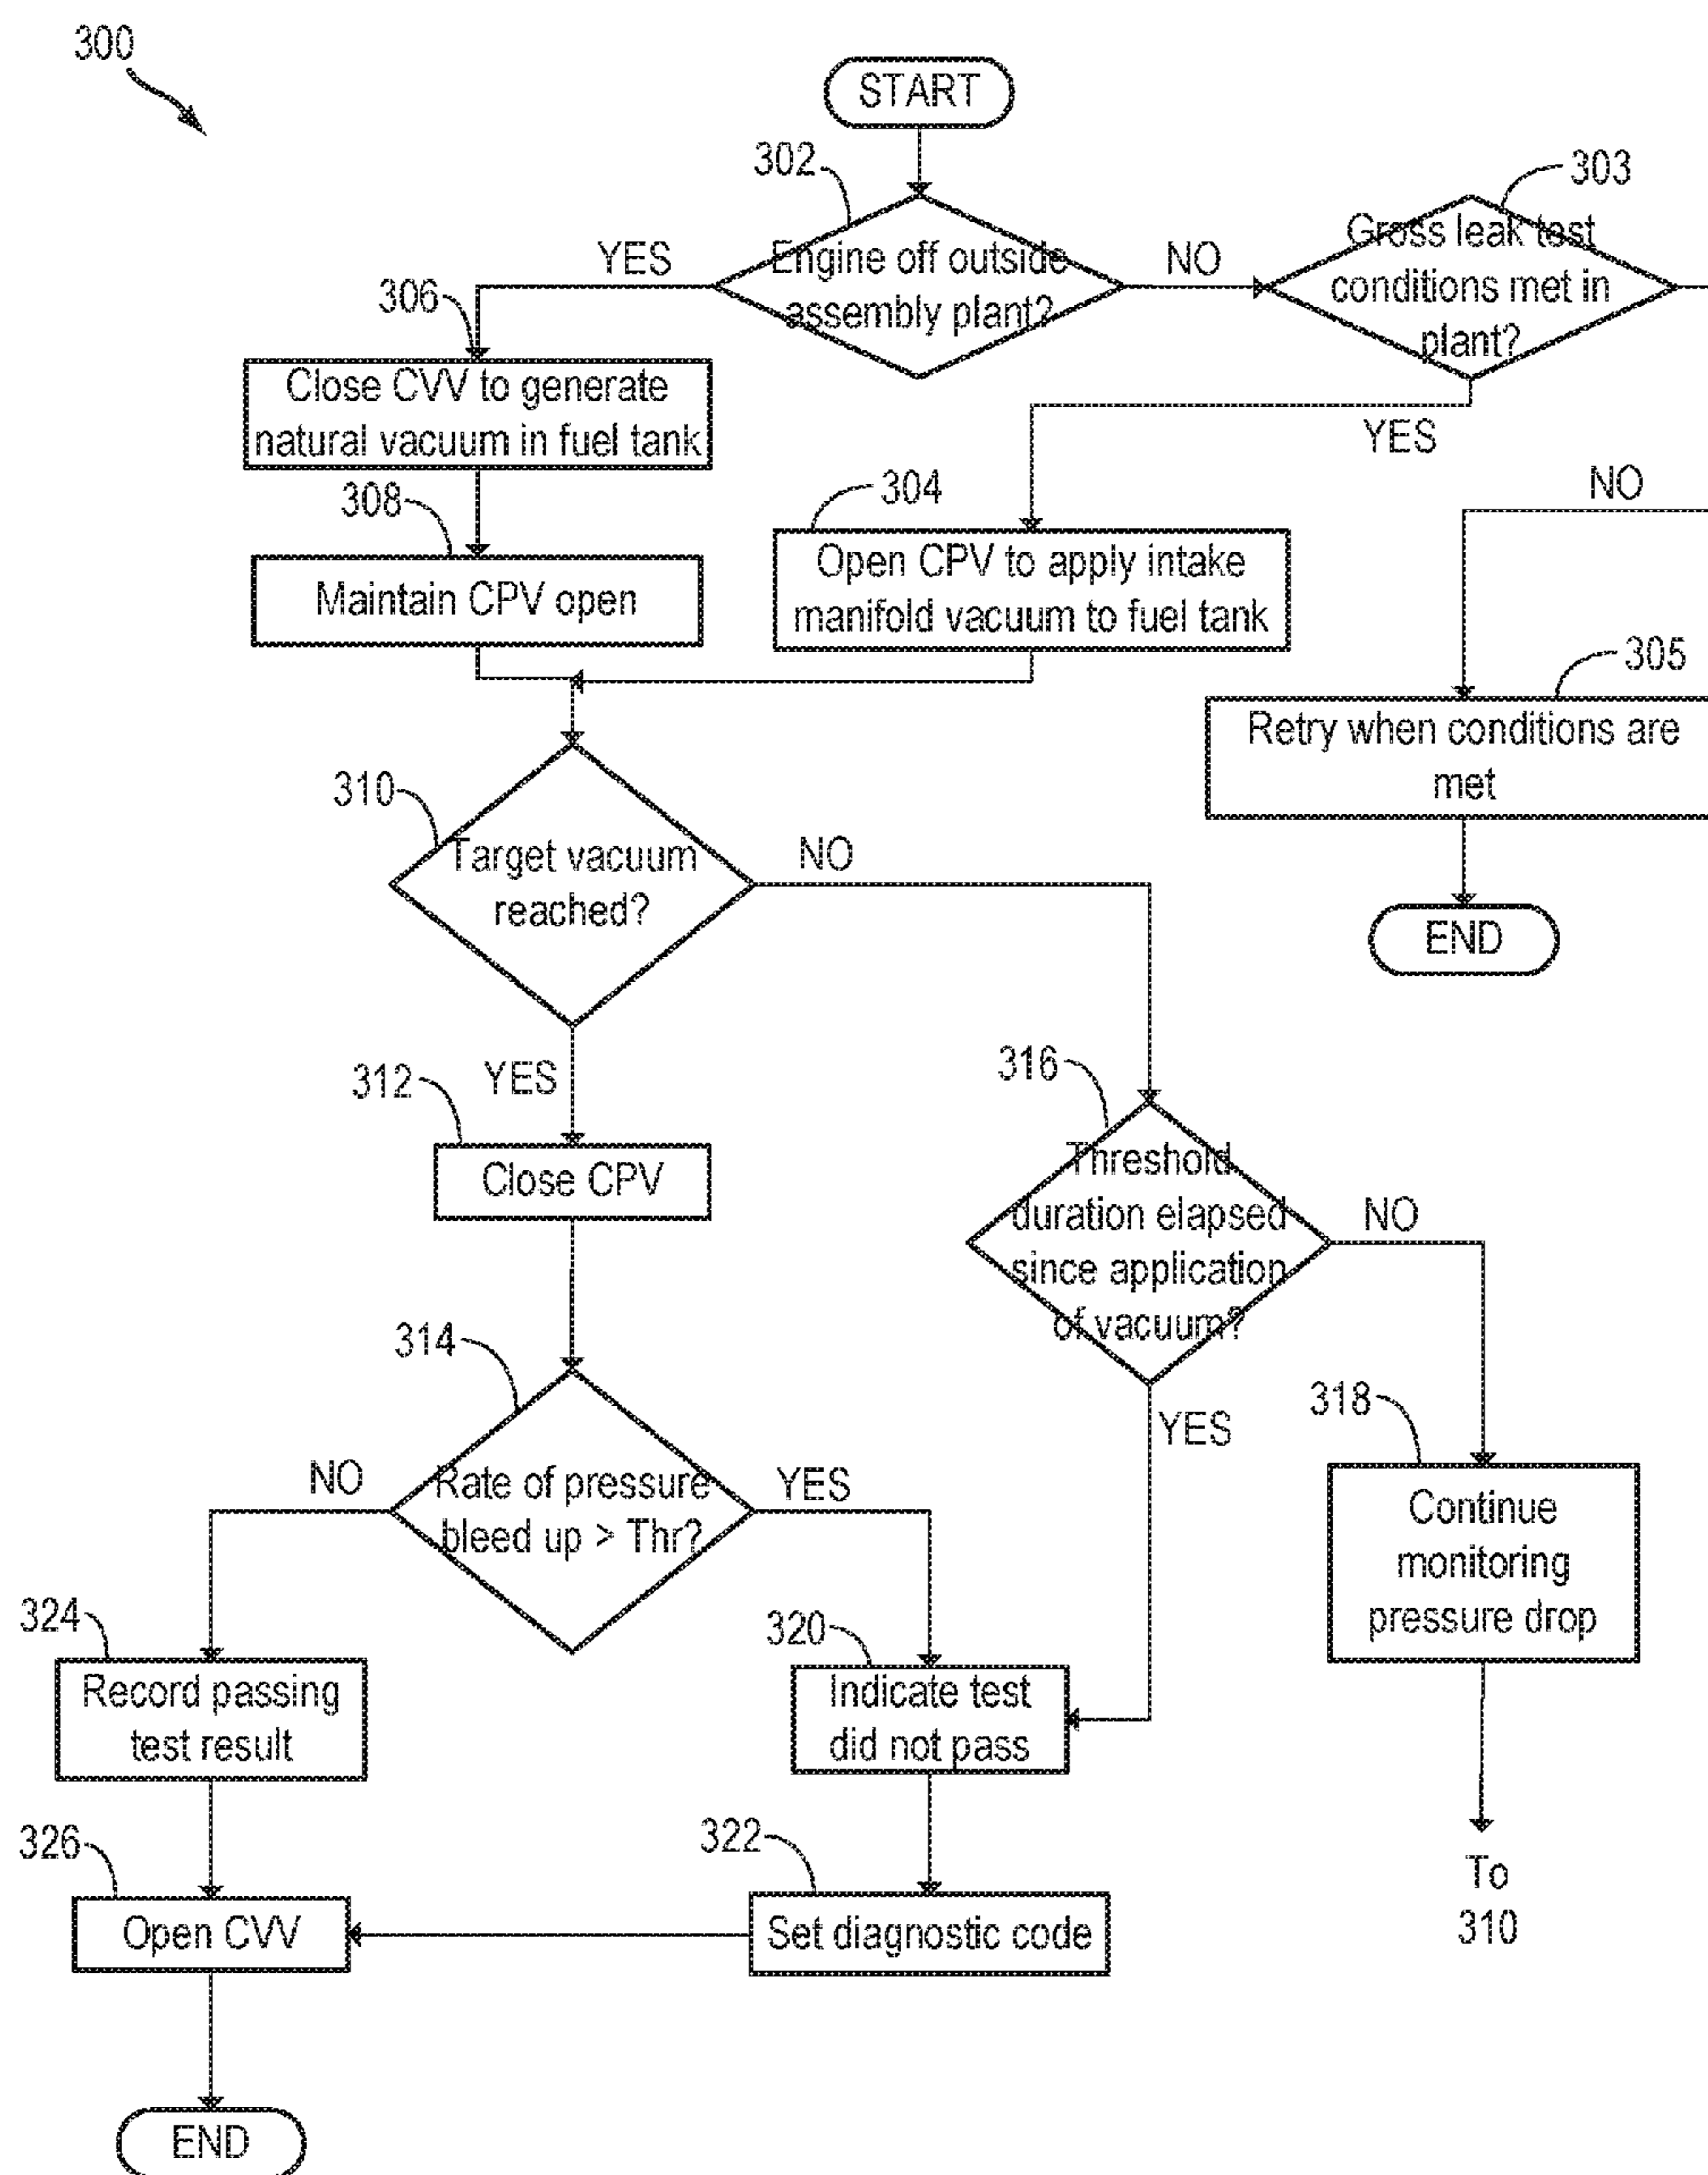 300
START
302
303
Engine off outside
assembly plant?
YES
NO
Gross leak test
conditions met in
plant?
306
Close CVV to generate
natural vacuum in fuel tank
YES
NO
308
Maintain CPV open
304
Open CPV to apply intake
manifold vacuum to fuel tank
305
Retry when conditions are
met
END
310
Target vacuum
reached?
NO
YES
312
Close CPV
316
Threshold
duration elapsed
since application
of vacuum?
NO
YES
314
Rate of pressure
bleed up > Thr?
NO
YES
318
Continue
monitoring
pressure drop
To
310
324
Record passing
test result
320
Indicate test
did not pass
326
Open CVV
322
Set diagnostic code
END